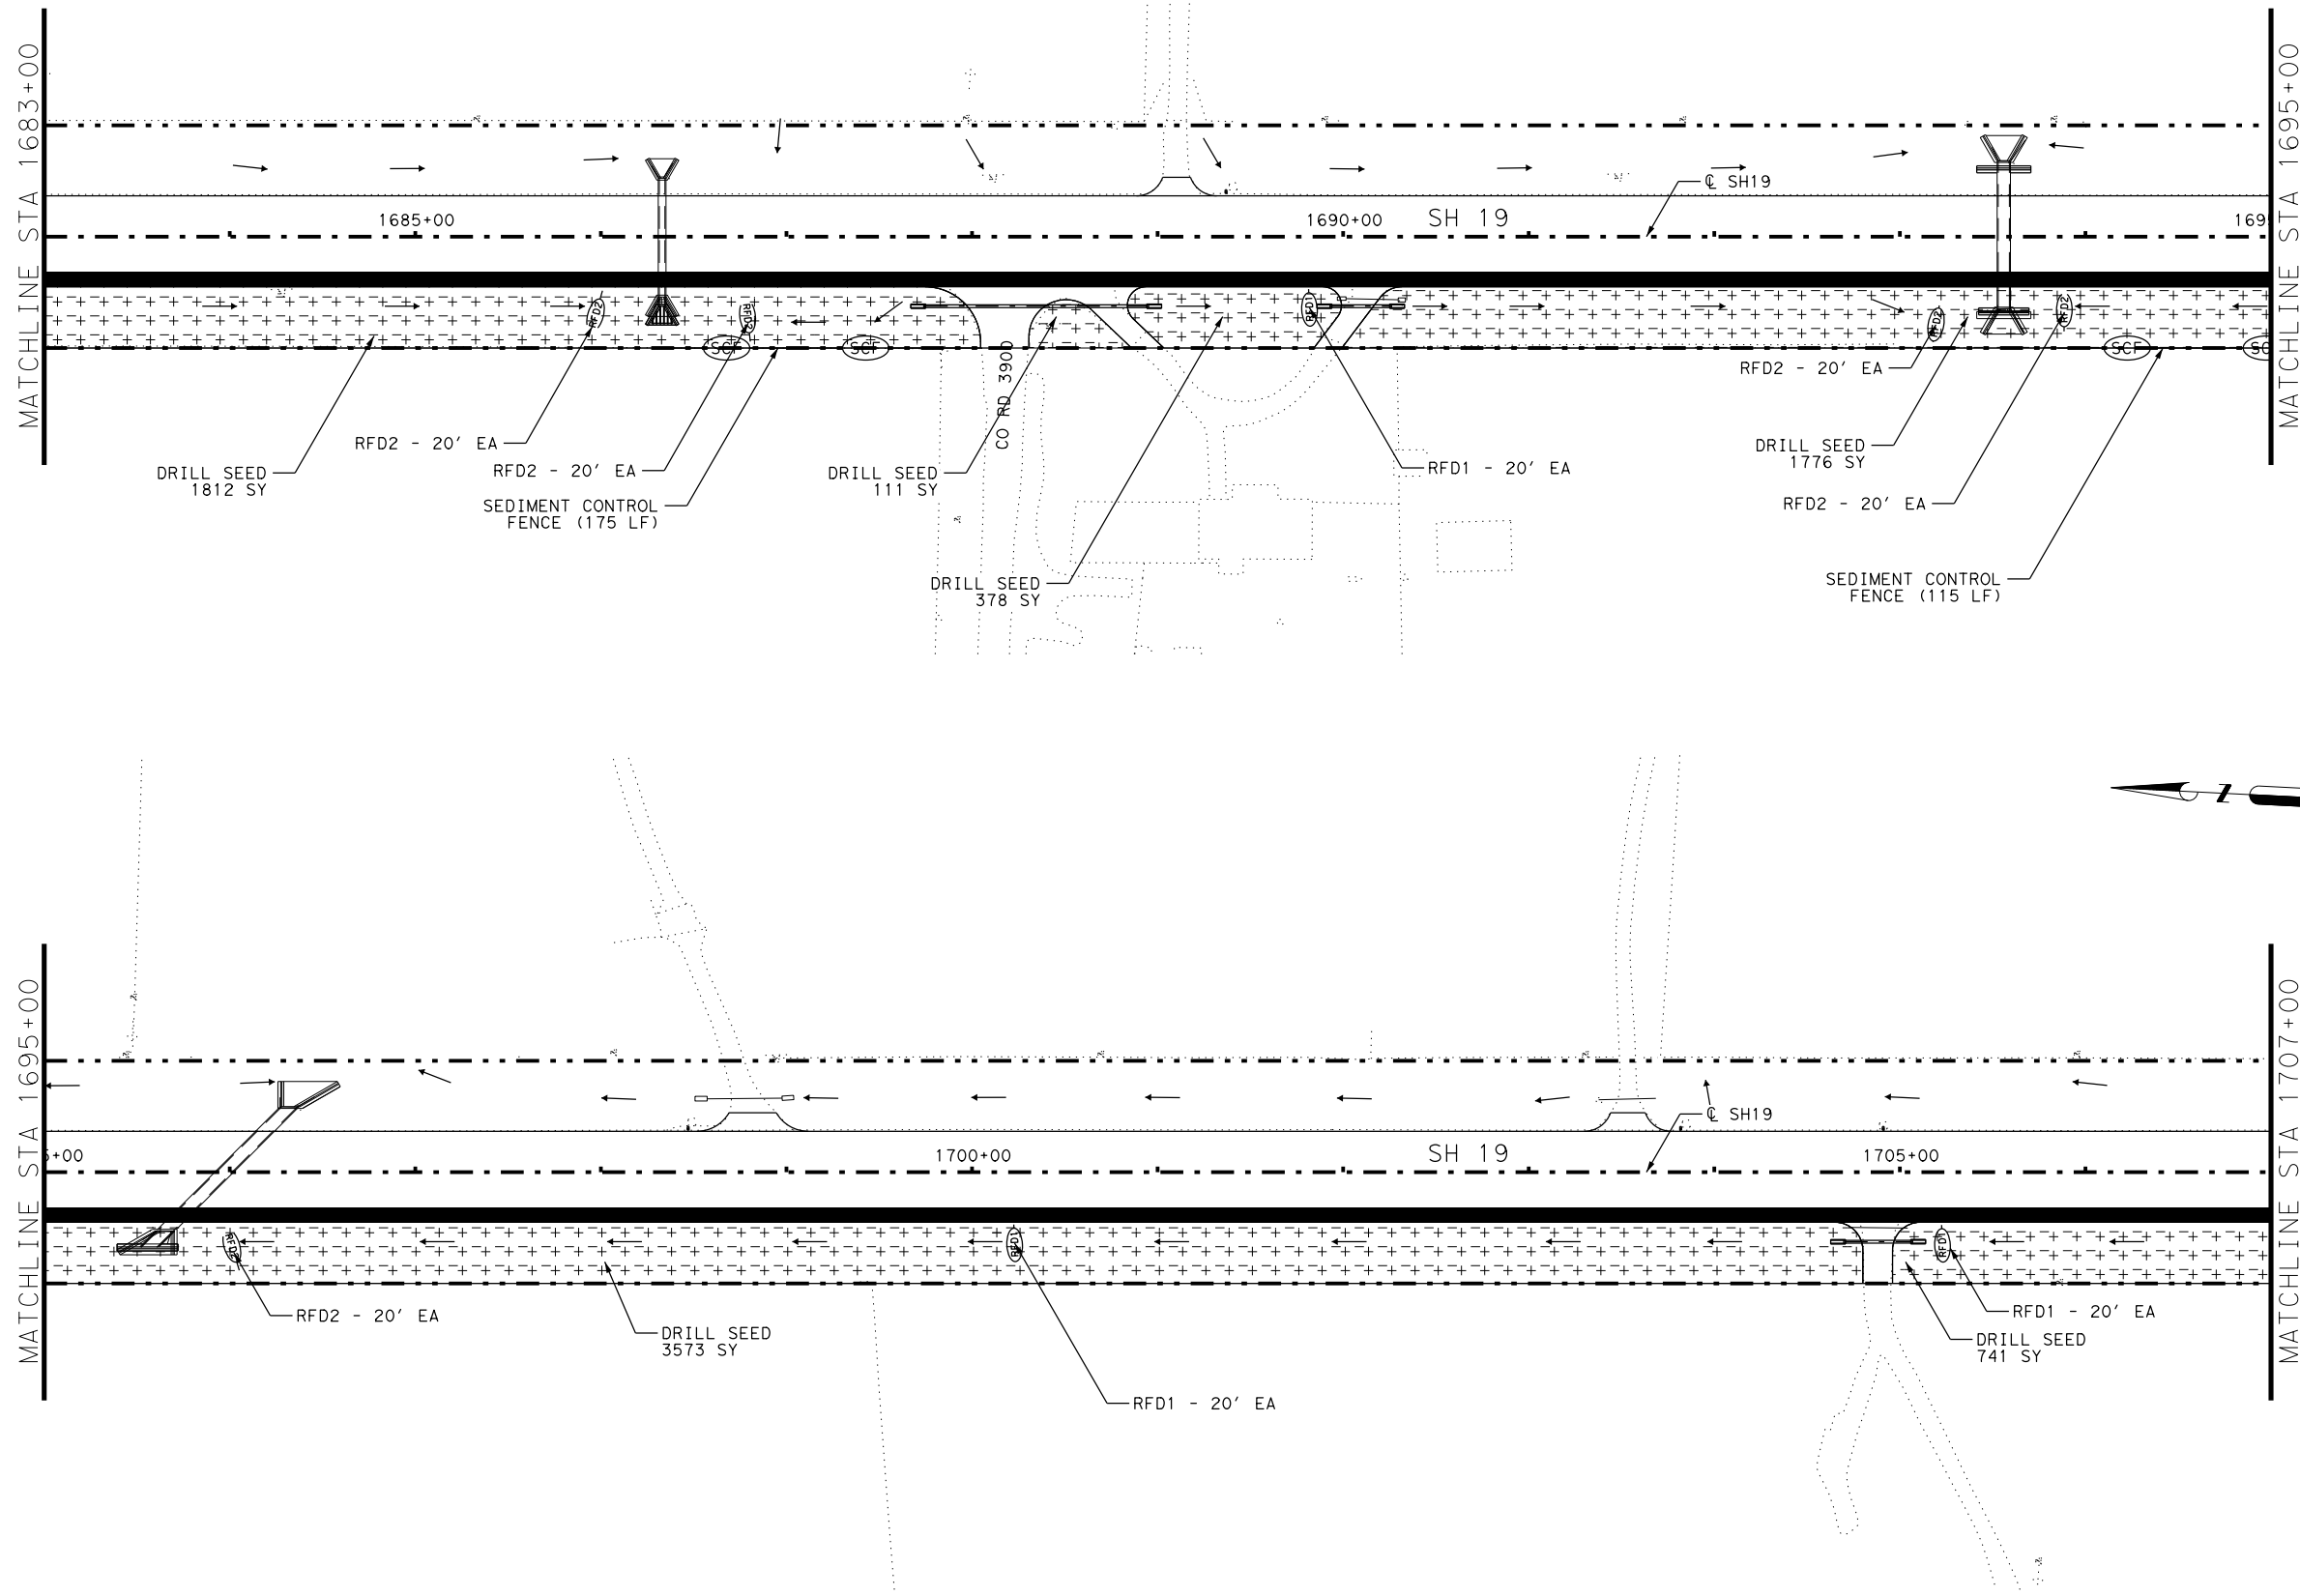 MATCHLINE STA 1683+00
MATCHLINE STA 1695+00
℄ SH19
1685+00
1690+00
SH 19
169
RFD2
RFD2
RFD1
RFD2
RFD2
SCF
SCF
SCF
SC
CO RD 3900
RFD2 - 20' EA
RFD2 - 20' EA
RFD2 - 20' EA
DRILL SEED
1812 SY
SEDIMENT CONTROL
FENCE (175 LF)
DRILL SEED
111 SY
RFD1 - 20' EA
DRILL SEED
1776 SY
RFD2 - 20' EA
DRILL SEED
378 SY
SEDIMENT CONTROL
FENCE (115 LF)
Z
MATCHLINE STA 1695+00
MATCHLINE STA 1707+00
℄ SH19
+00
1700+00
SH 19
1705+00
RFD2
RFD1
RFD1
RFD2 - 20' EA
DRILL SEED
3573 SY
RFD1 - 20' EA
RFD1 - 20' EA
DRILL SEED
741 SY